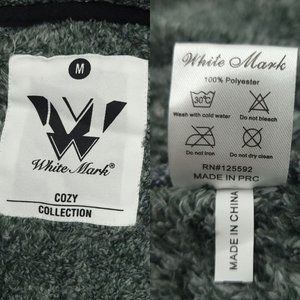 M
White Mark®
COZY
COLLECTION
White Mark
100% Polyester
30°C
Wash with cold water
Do not bleach
Do not Iron
Do not dry clean
RN#125592
MADE IN PRC
MADE IN CHINA